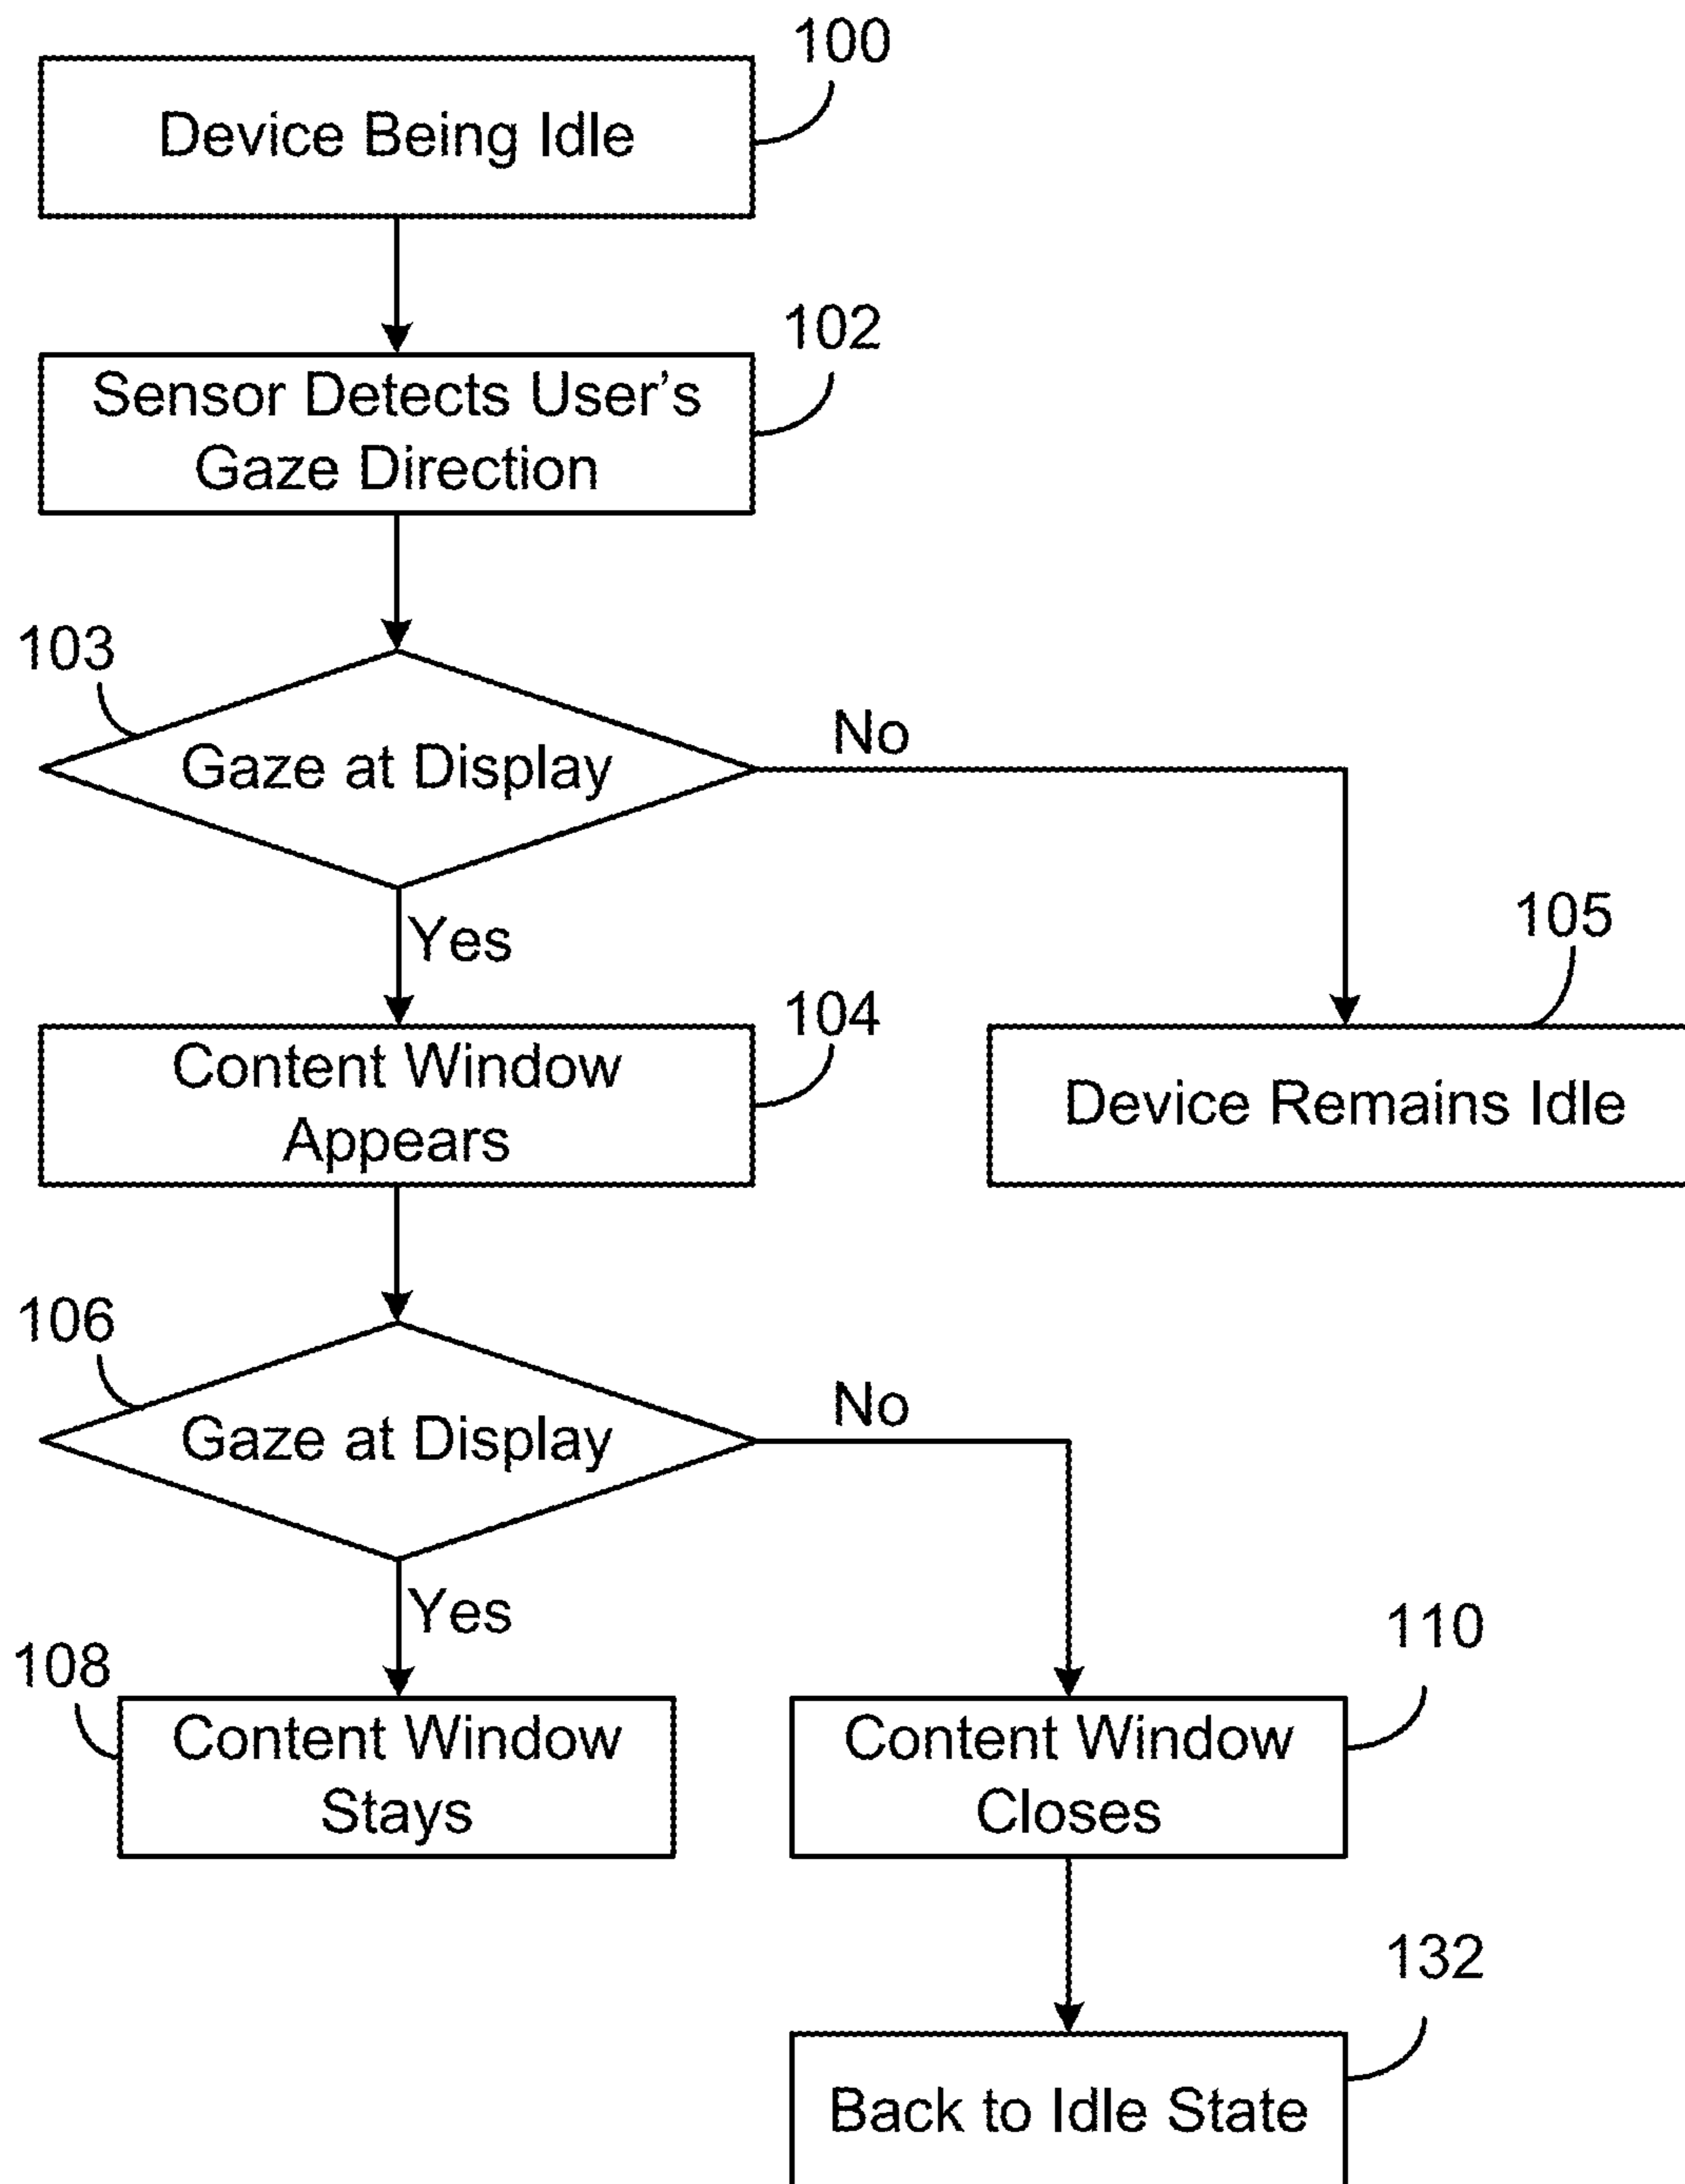 100
Device Being Idle
102
Sensor Detects User's
Gaze Direction
103
Gaze at Display
No
Yes
105
104
Content Window
Appears
Device Remains Idle
106
Gaze at Display
No
Yes
108
110
Content Window
Stays
Content Window
Closes
132
Back to Idle State